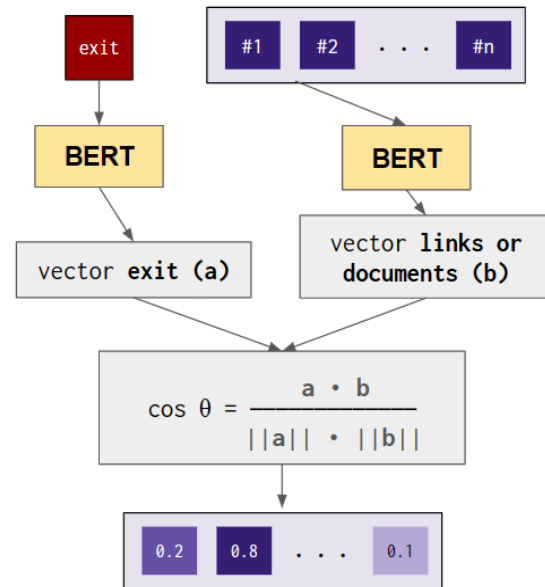 exit
#1 #2 . . . #n
BERT
BERT
vector exit (a)
vector links or
documents (b)
a • b
cos θ =
||a|| • ||b||
0.2 0.8 . . . 0.1